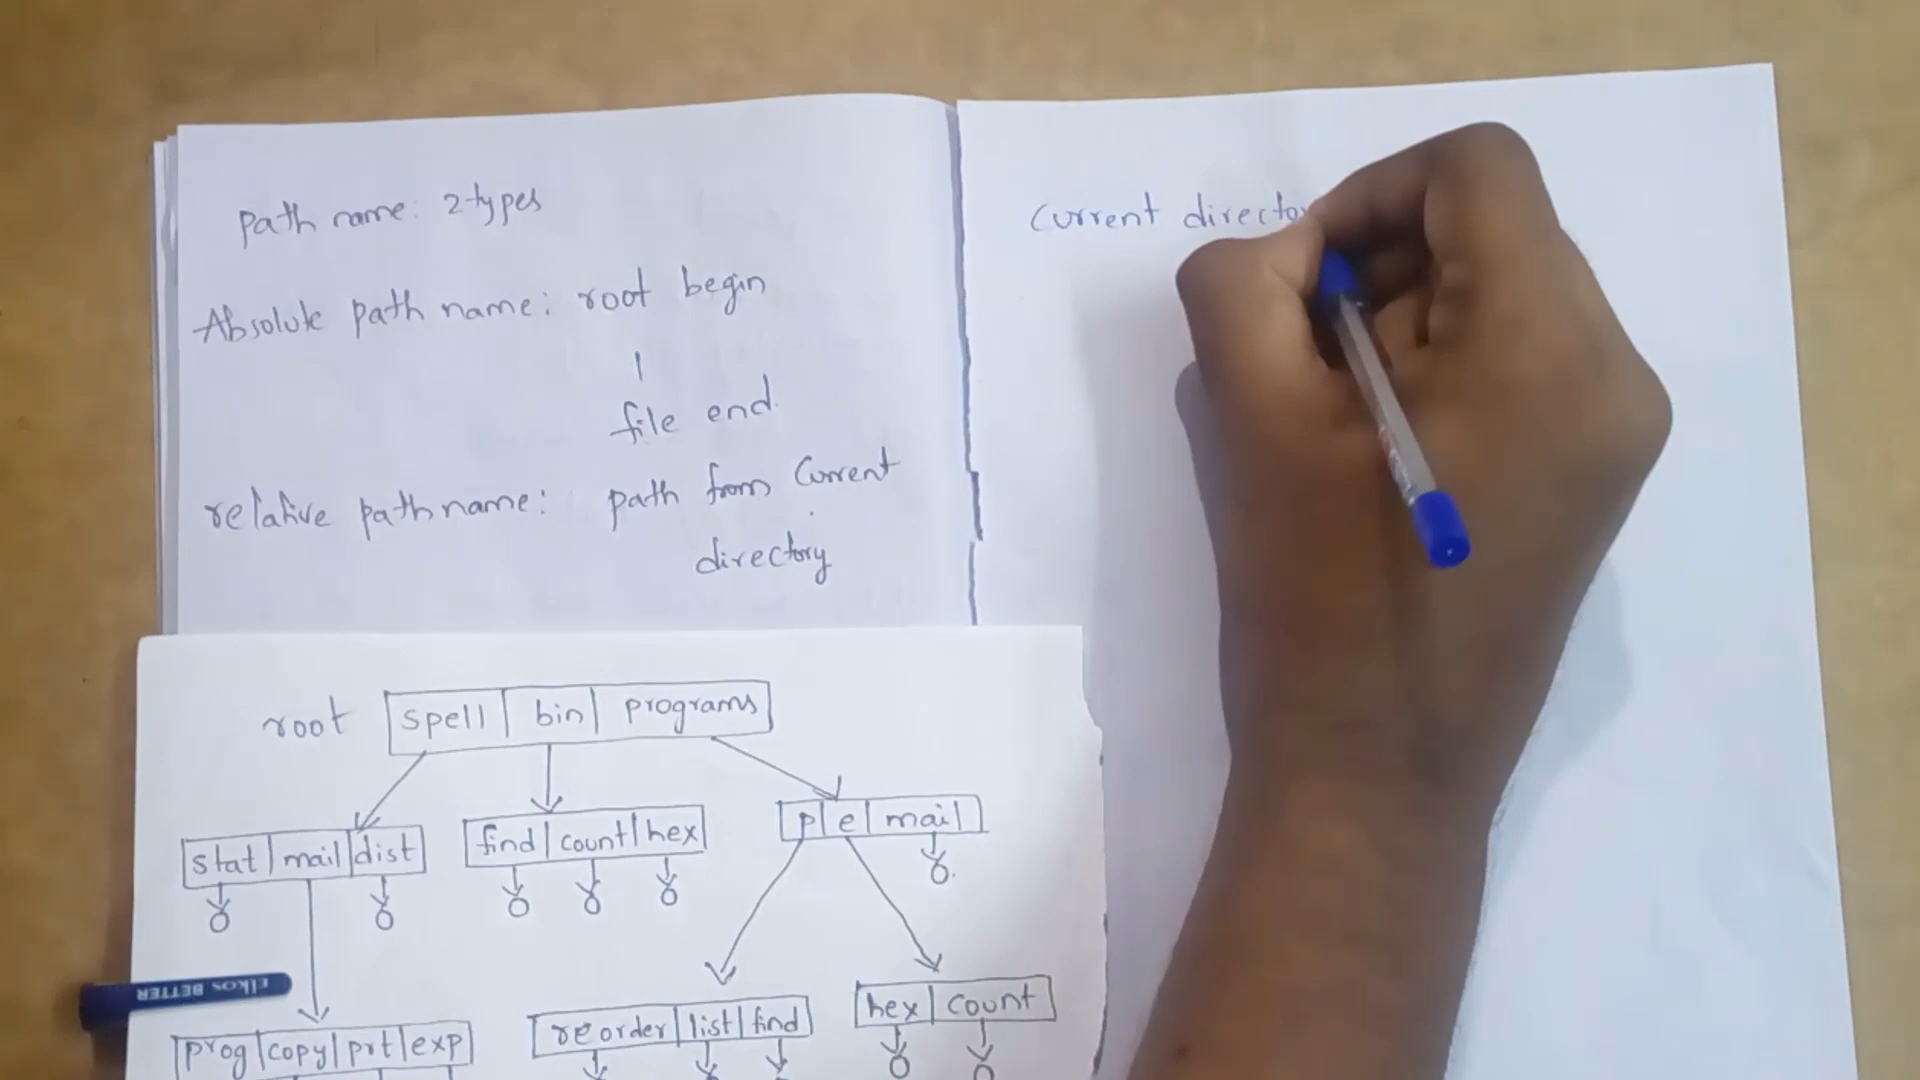 Path name: 2 types
Absolute path name: root begin
file end.
relative path name: path from Current
directory
Current director
root spell bin programs
stat mail dist
find count hex
p e mail
prog copy prt exp
reorder list find
hex count
elkos BETTER